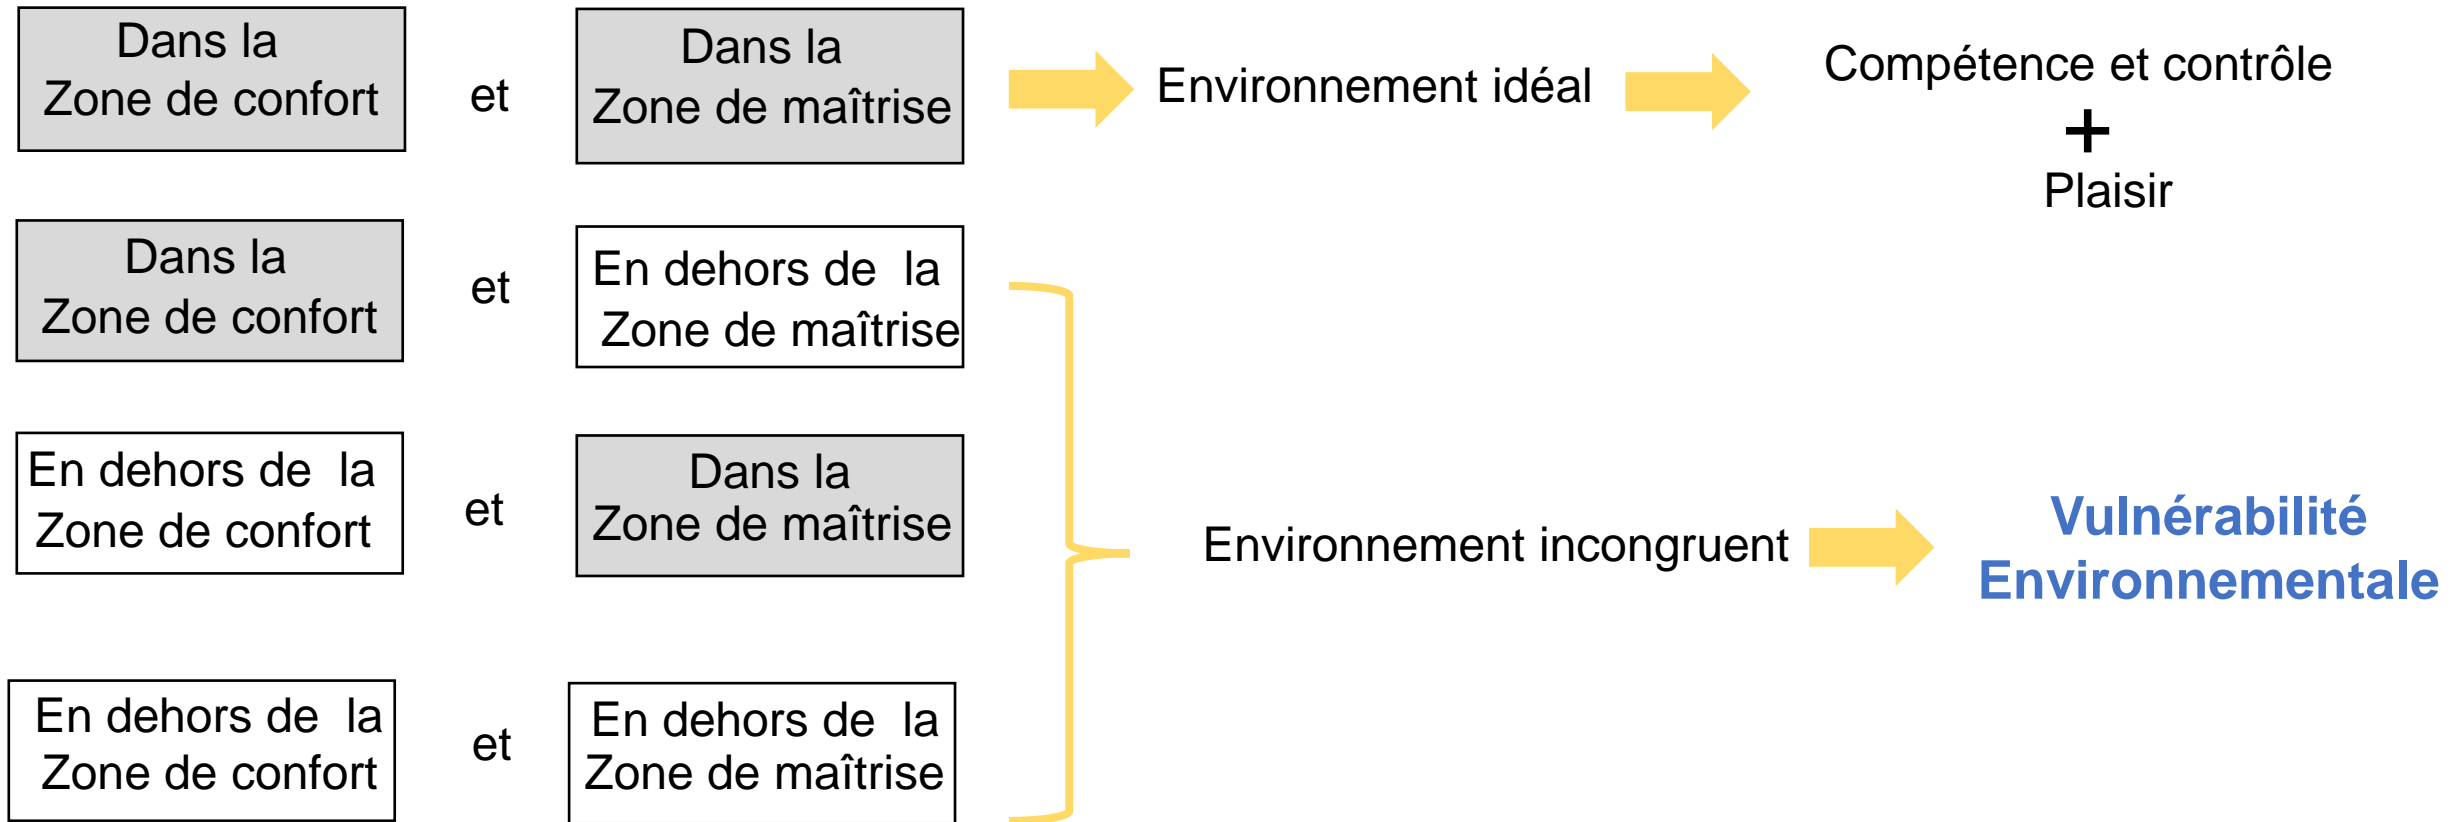 Dans la
Zone de confort
et
Dans la
Zone de maîtrise
Environnement idéal
Compétence et contrôle
+
Plaisir
Dans la
Zone de confort
et
En dehors de la
Zone de maîtrise
En dehors de la
Zone de confort
et
Dans la
Zone de maîtrise
Environnement incongruent
Vulnérabilité
Environnementale
En dehors de la
Zone de confort
et
En dehors de la
Zone de maîtrise